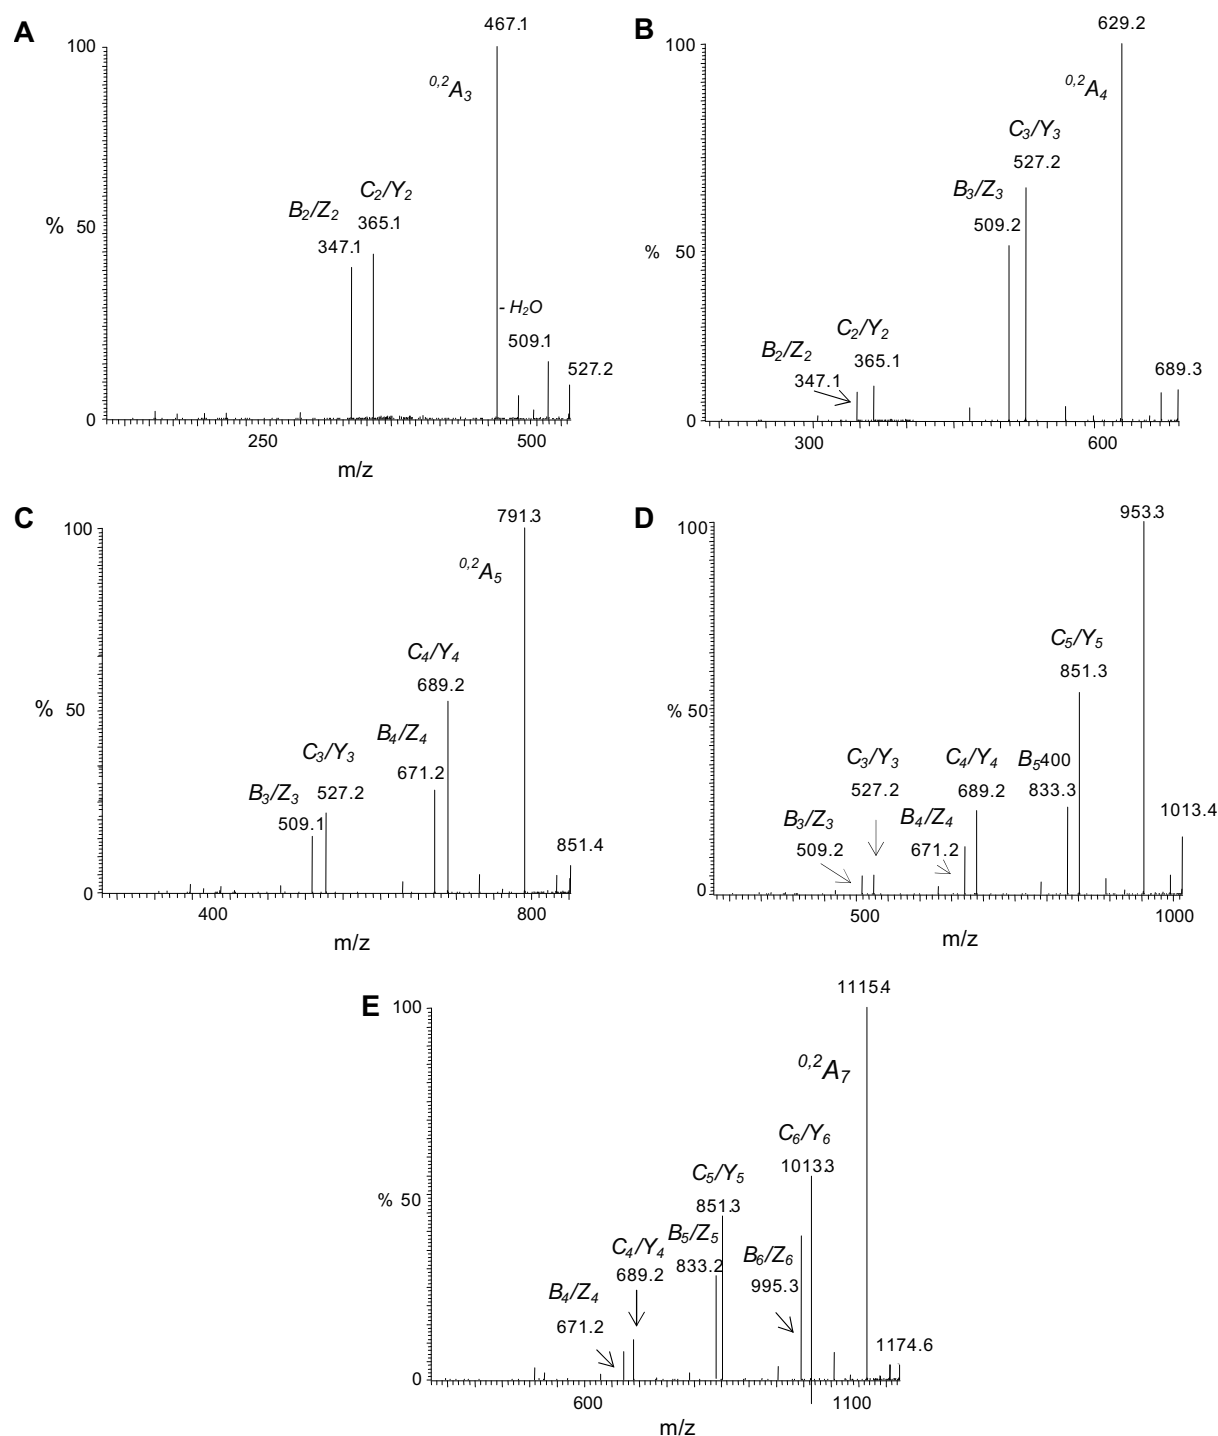 A
467.1
100
0,2A3
C2/Y2
B2/Z2
365.1
% 50
347.1
- H2O
509.1
527.2
0
250 500
m/z
B
629.2
100
0,2A4
C3/Y3
527.2
B3/Z3
509.2
% 50
C2/Y2
B2/Z2
365.1
347.1
689.3
0
300 600
C
791.3
100
0,2A5
C4/Y4
689.2
% 50
B4/Z4
C3/Y3
671.2
B3/Z3 527.2
509.1
851.4
0
400 800
m/z
D
953.3
100
C5/Y5
851.3
% 50
C3/Y3 C4/Y4 B5400
527.2 689.2 833.3
B3/Z3 B4/Z4
1013.4
509.2 671.2
0
500 1000
m/z
E
1115.4
100
0,2A7
C6/Y6
1013.3
C5/Y5
% 50
851.3
B5/Z5
C4/Y4
B6/Z6
833.2
689.2
995.3
B4/Z4
671.2
1174.6
0
600 1100
m/z